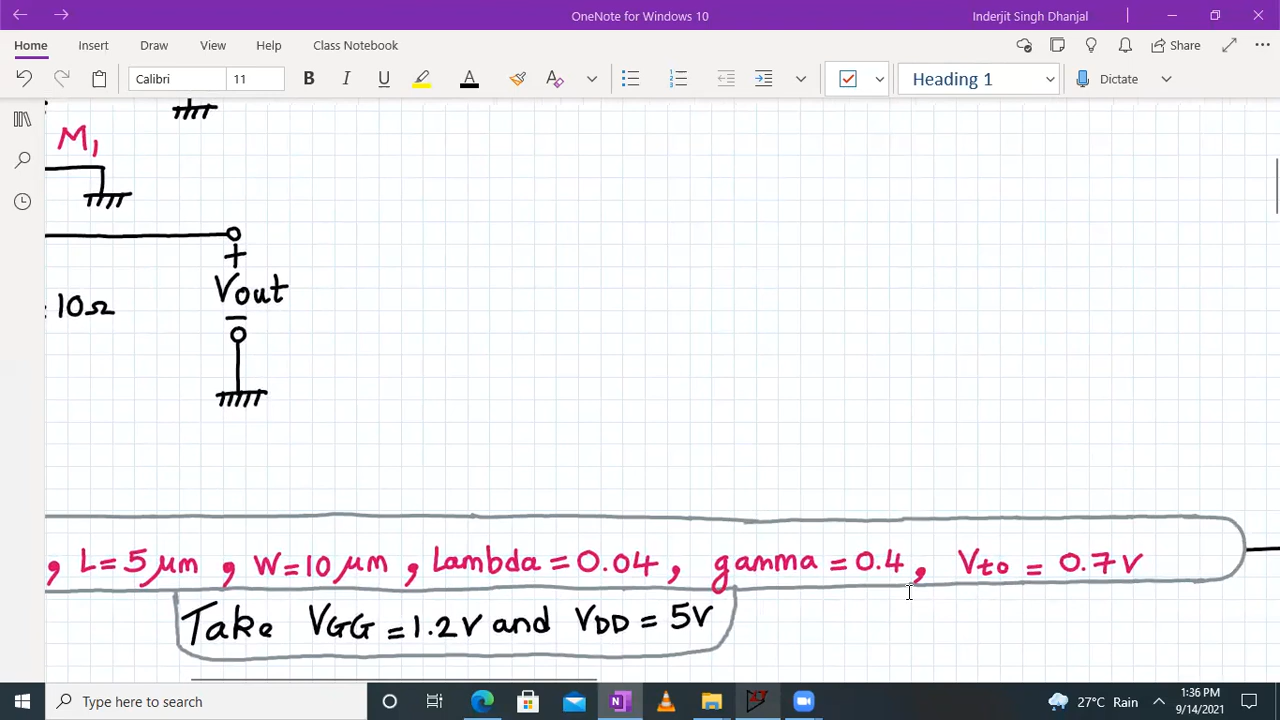 OneNote for Windows 10
Inderjit Singh Dhanjal
Home Insert Draw View Help Class Notebook
Share
Calibri 11 B I U A A Heading 1 Dictate
M1
+
Vout
10Ω
–
, L = 5 μm , W = 10 μm , lambda = 0.04 , gamma = 0.4 , Vto = 0.7 V
Take VGG = 1.2V and VDD = 5V
Type here to search
N
27°C Rain
1:36 PM
9/14/2021